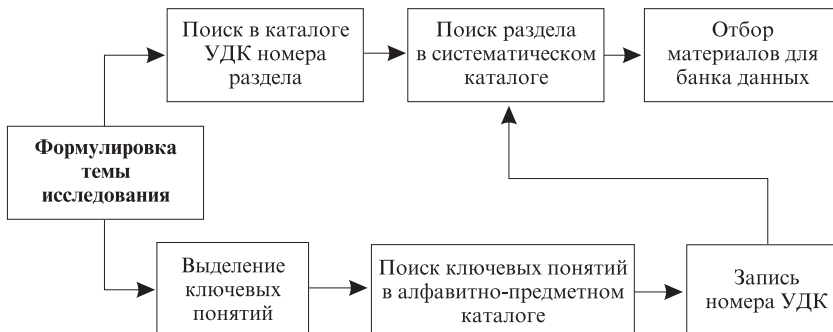 Поиск в каталоге
УДК номера
раздела
Поиск раздела
в систематическом
каталоге
Отбор
материалов для
банка данных
Формулировка
темы
исследования
Выделение
ключевых
понятий
Поиск ключевых понятий
в алфавитно-предметном
каталоге
Запись
номера УДК